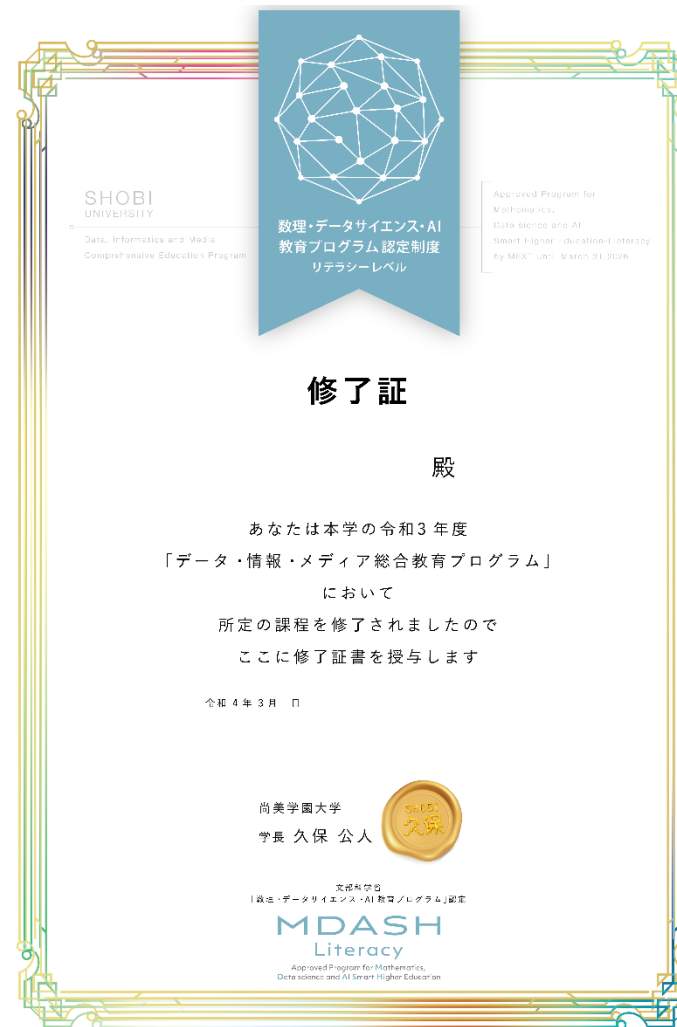 SHOBI
UNIVERSITY
Data, Informatics and Media
Comprehensive Education Program
数理・データサイエンス・AI
教育プログラム認定制度
リテラシーレベル
Approved Program for
Mathematics,
Data science and AI
Smart Higher Education-Literacy
by MEXT until March 31, 2026
修了証
殿
あなたは本学の令和3年度
「データ・情報・メディア総合教育プログラム」
において
所定の課程を修了されましたので
ここに修了証書を授与します
令和4年3月 日
尚美学園大学
学長 久保 公人
SHOBI
久保
文部科学省
「数理・データサイエンス・AI教育プログラム」認定
MDASH
Literacy
Approved Program for Mathematics,
Data science and AI Smart Higher Education